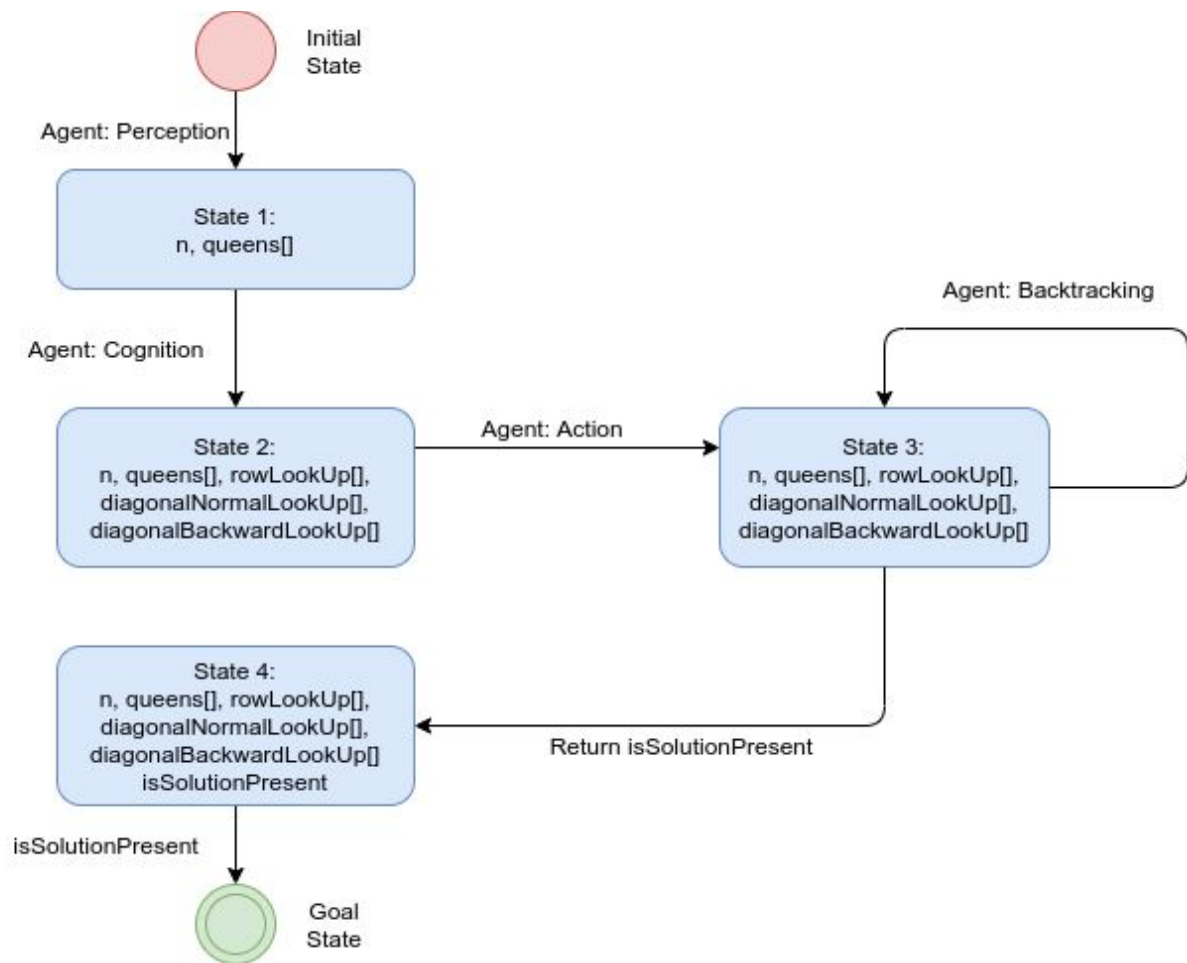 Initial
State
Agent: Perception
State 1:
n, queens[]
Agent: Backtracking
Agent: Cognition
State 2:
n, queens[], rowLookUp[],
diagonalNormalLookUp[],
diagonalBackwardLookUp[]
Agent: Action
State 3:
n, queens[], rowLookUp[],
diagonalNormalLookUp[],
diagonalBackwardLookUp[]
State 4:
n, queens[], rowLookUp[],
diagonalNormalLookUp[],
diagonalBackwardLookUp[]
isSolutionPresent
Return isSolutionPresent
isSolutionPresent
Goal
State